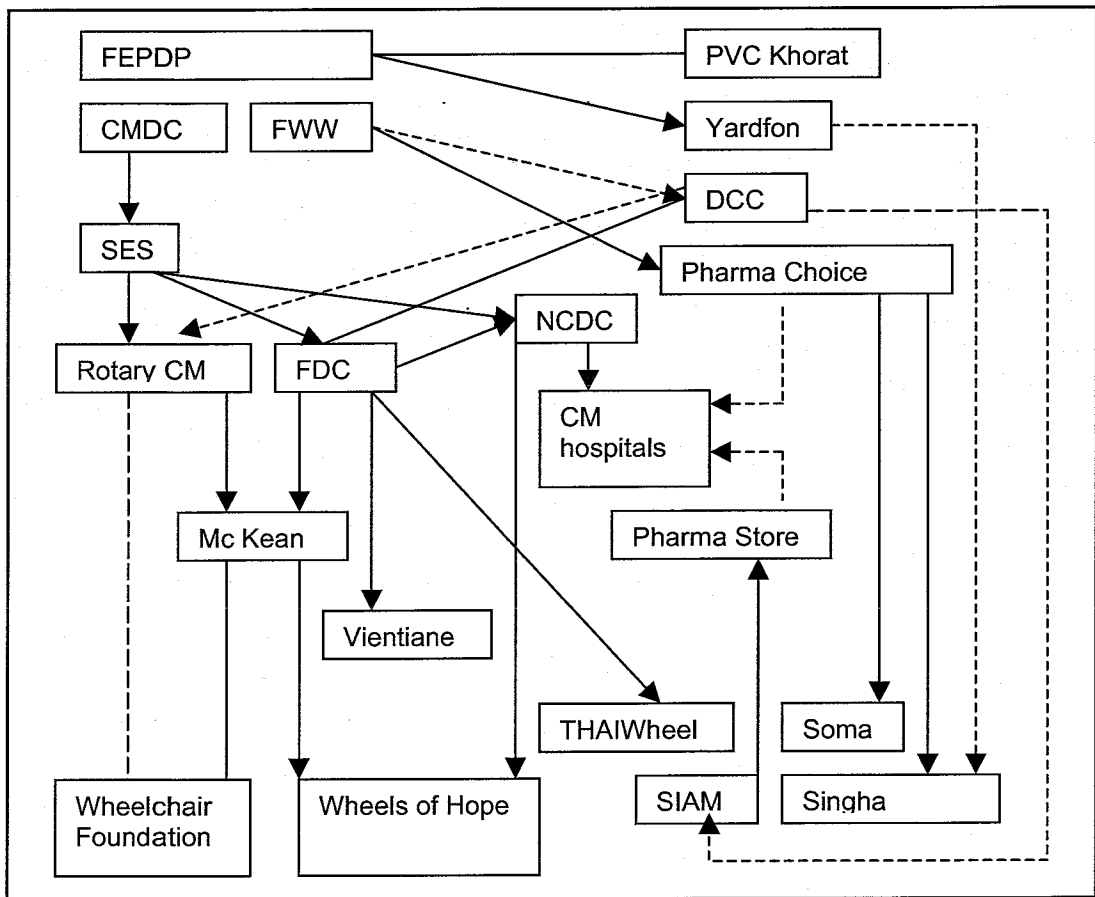 FEPDP
PVC Khorat
CMDC
FWW
Yardfon
DCC
SES
Pharma Choice
NCDC
Rotary CM
FDC
CM
hospitals
Mc Kean
Pharma Store
Vientiane
THAIWheel
Soma
Wheelchair
Foundation
Wheels of Hope
SIAM
Singha